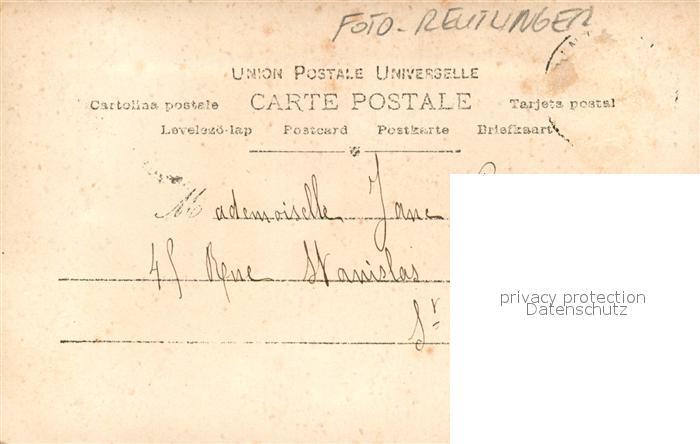 FOTO-REUTLINGER
UNION POSTALE UNIVERSELLE
Cartolina postale CARTE POSTALE Tarjeta postal
Levelező-lap Postcard Postkarte Briefkaart
Mademoiselle Jane
45 Rue Stanislas
privacy protection
Datenschutz